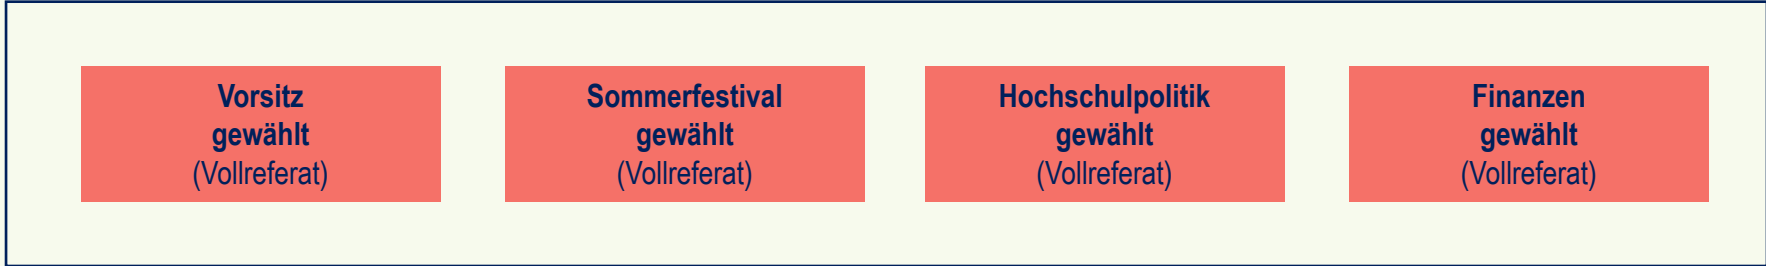 Vorsitz
gewählt
(Vollreferat)
Sommerfestival
gewählt
(Vollreferat)
Hochschulpolitik
gewählt
(Vollreferat)
Finanzen
gewählt
(Vollreferat)